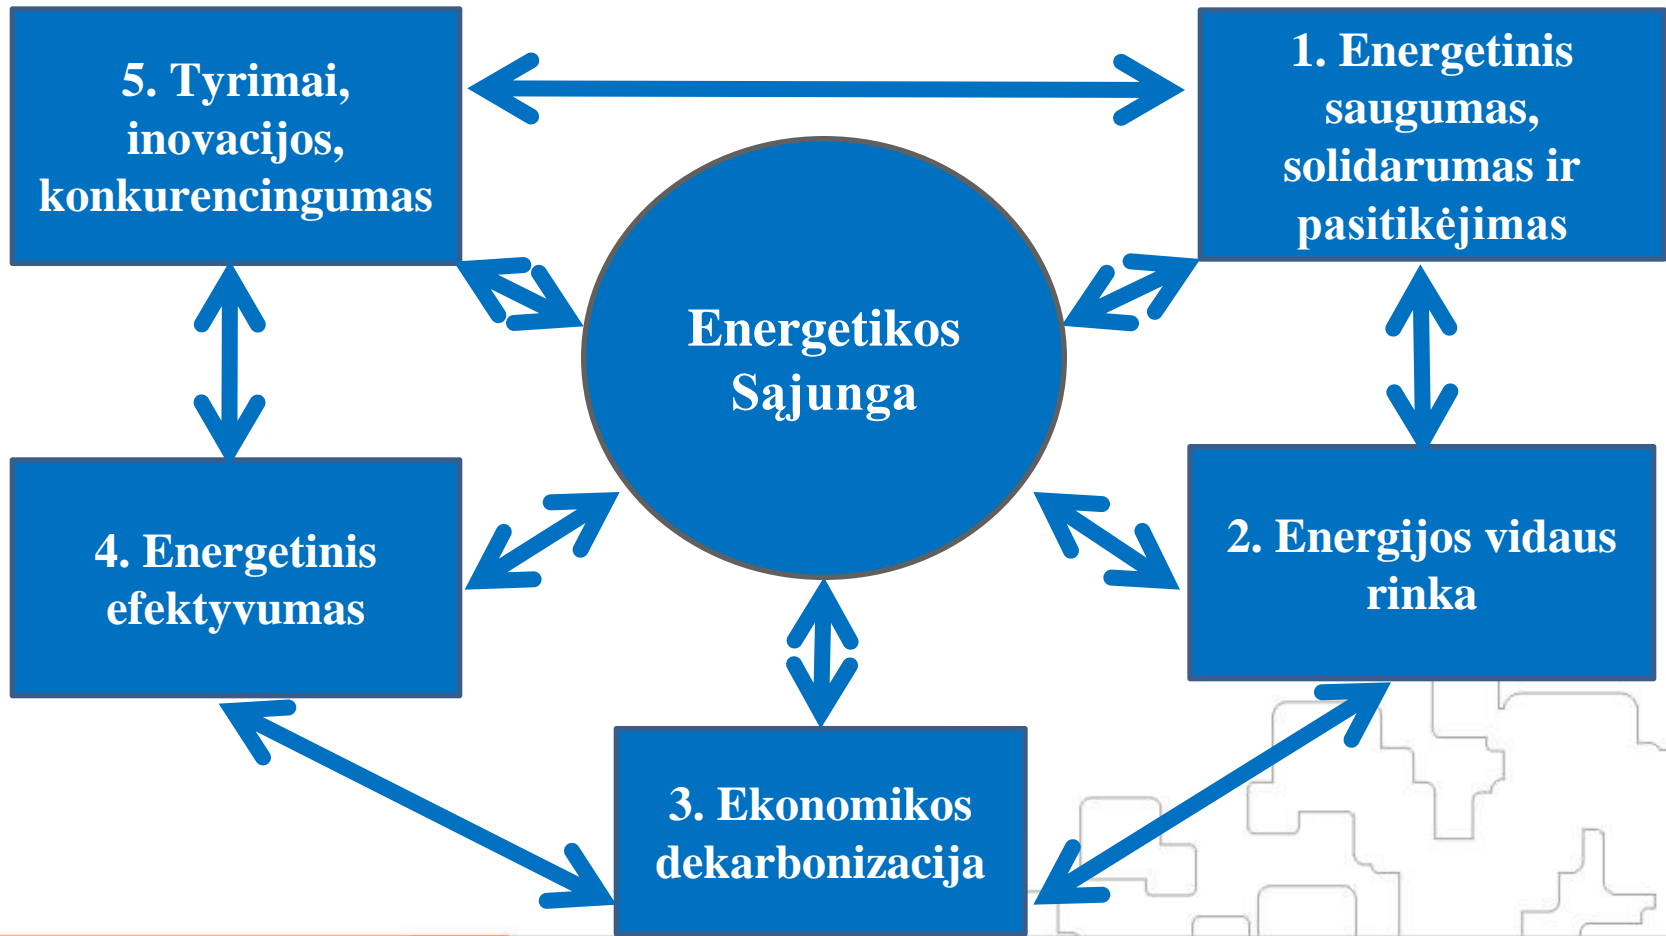 5. Tyrimai,
inovacijos,
konkurencingumas
1. Energetinis
saugumas,
solidarumas ir
pasitikėjimas
Energetikos
Sąjunga
4. Energetinis
efektyvumas
2. Energijos vidaus
rinka
3. Ekonomikos
dekarbonizacija